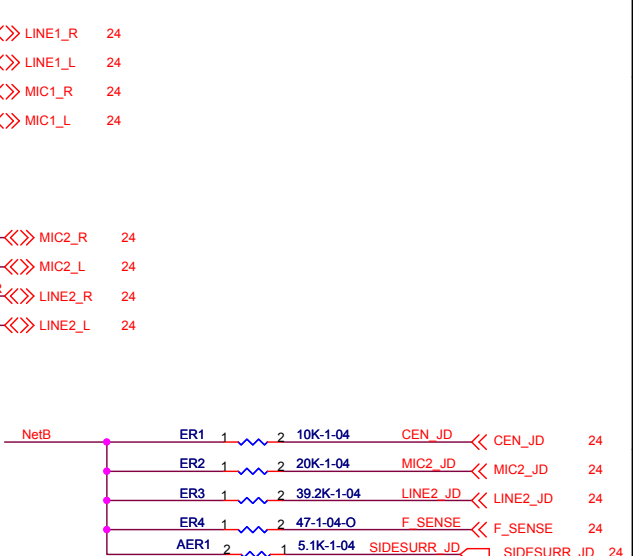 LINE1_R 24
LINE1_L 24
MIC1_R 24
MIC1_L 24
MIC2_R 24
MIC2_L 24
LINE2_R 24
LINE2_L 24
NetB ER1 1 2 10K-1-04 CEN_JD CEN_JD 24
ER2 1 2 20K-1-04 MIC2_JD MIC2_JD 24
ER3 1 2 39.2K-1-04 LINE2_JD LINE2_JD 24
ER4 1 2 47-1-04-O F_SENSE F_SENSE 24
AER1 2 1 5.1K-1-04 SIDESURR_JD SIDESURR_JD 24